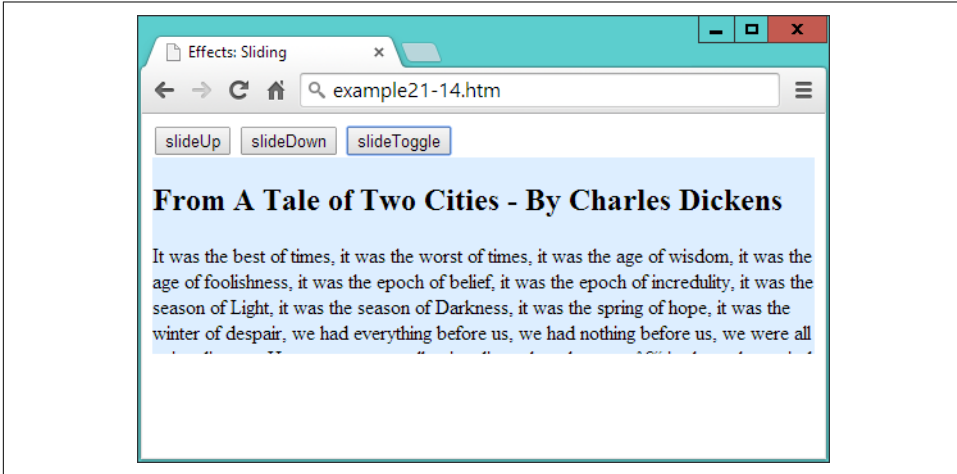 Effects: Sliding
example21-14.htm
slideUp slideDown slideToggle
From A Tale of Two Cities - By Charles Dickens
It was the best of times, it was the worst of times, it was the age of wisdom, it was the
age of foolishness, it was the epoch of belief, it was the epoch of incredulity, it was the
season of Light, it was the season of Darkness, it was the spring of hope, it was the
winter of despair, we had everything before us, we had nothing before us, we were all